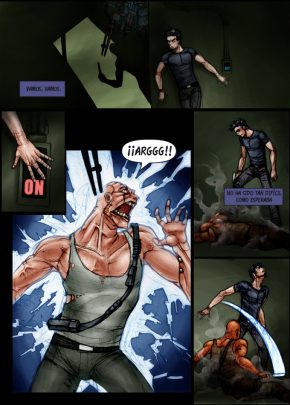 VAMOS, VAMOS.
ON
¡¡ARGGG!!
NO HA SIDO TAN DIFÍCIL
COMO ESPERABA